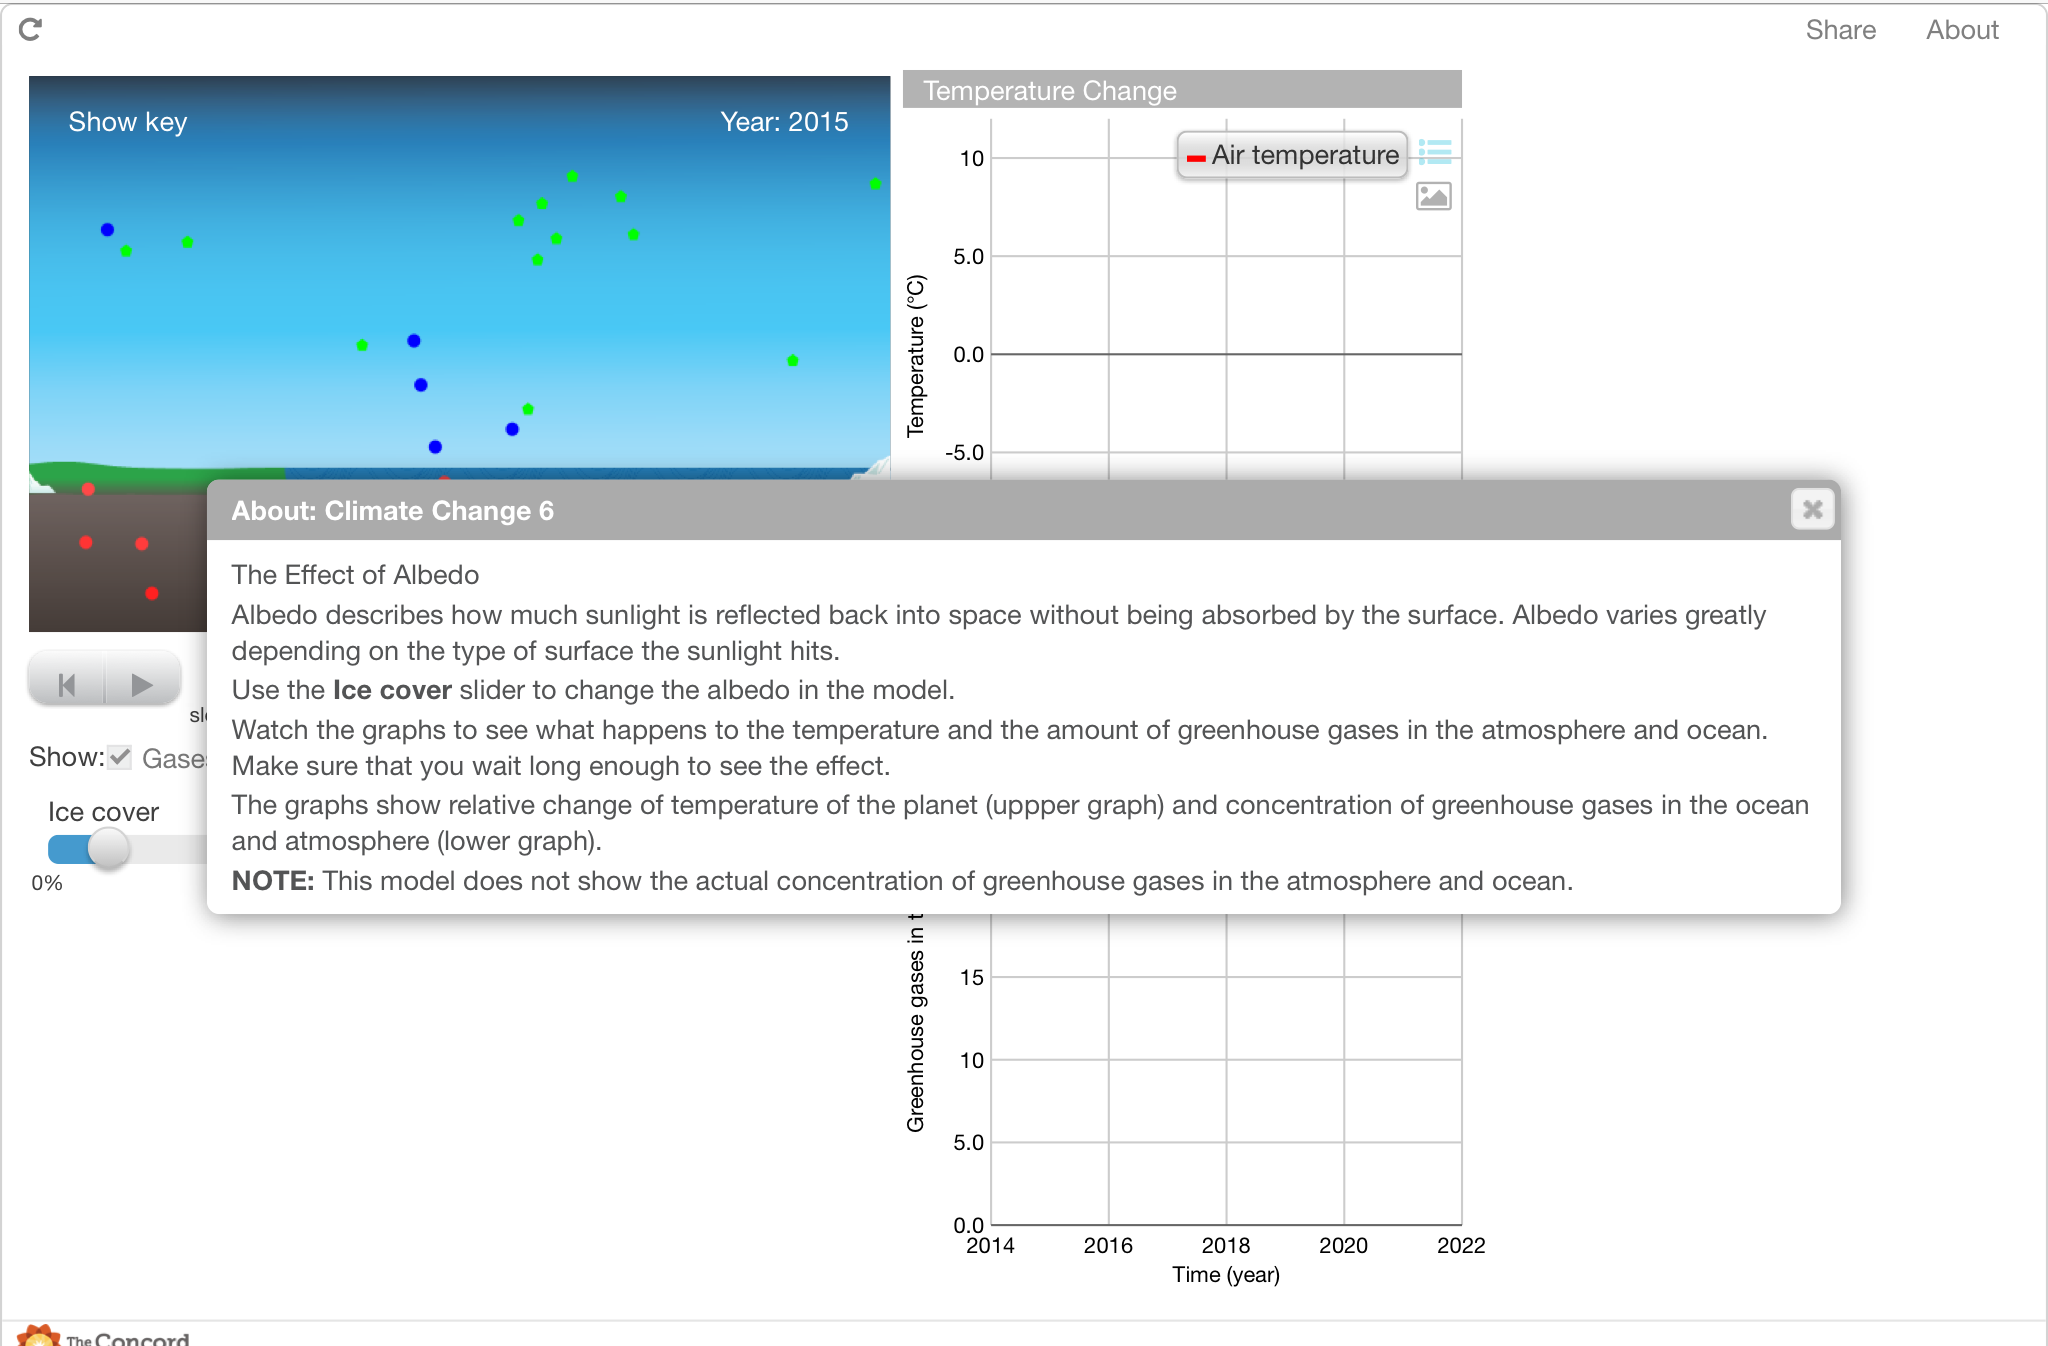 Share About
Show key
Year: 2015
Temperature Change
Air temperature
10
5.0
0.0
-5.0
Temperature (°C)
About: Climate Change 6
The Effect of Albedo
Albedo describes how much sunlight is reflected back into space without being absorbed by the surface. Albedo varies greatly
depending on the type of surface the sunlight hits.
Use the Ice cover slider to change the albedo in the model.
Watch the graphs to see what happens to the temperature and the amount of greenhouse gases in the atmosphere and ocean.
Make sure that you wait long enough to see the effect.
The graphs show relative change of temperature of the planet (uppper graph) and concentration of greenhouse gases in the ocean
and atmosphere (lower graph).
NOTE: This model does not show the actual concentration of greenhouse gases in the atmosphere and ocean.
Show: Gases
Ice cover
0%
Greenhouse gases in
15
10
5.0
0.0
2014 2016 2018 2020 2022
Time (year)
The Concord